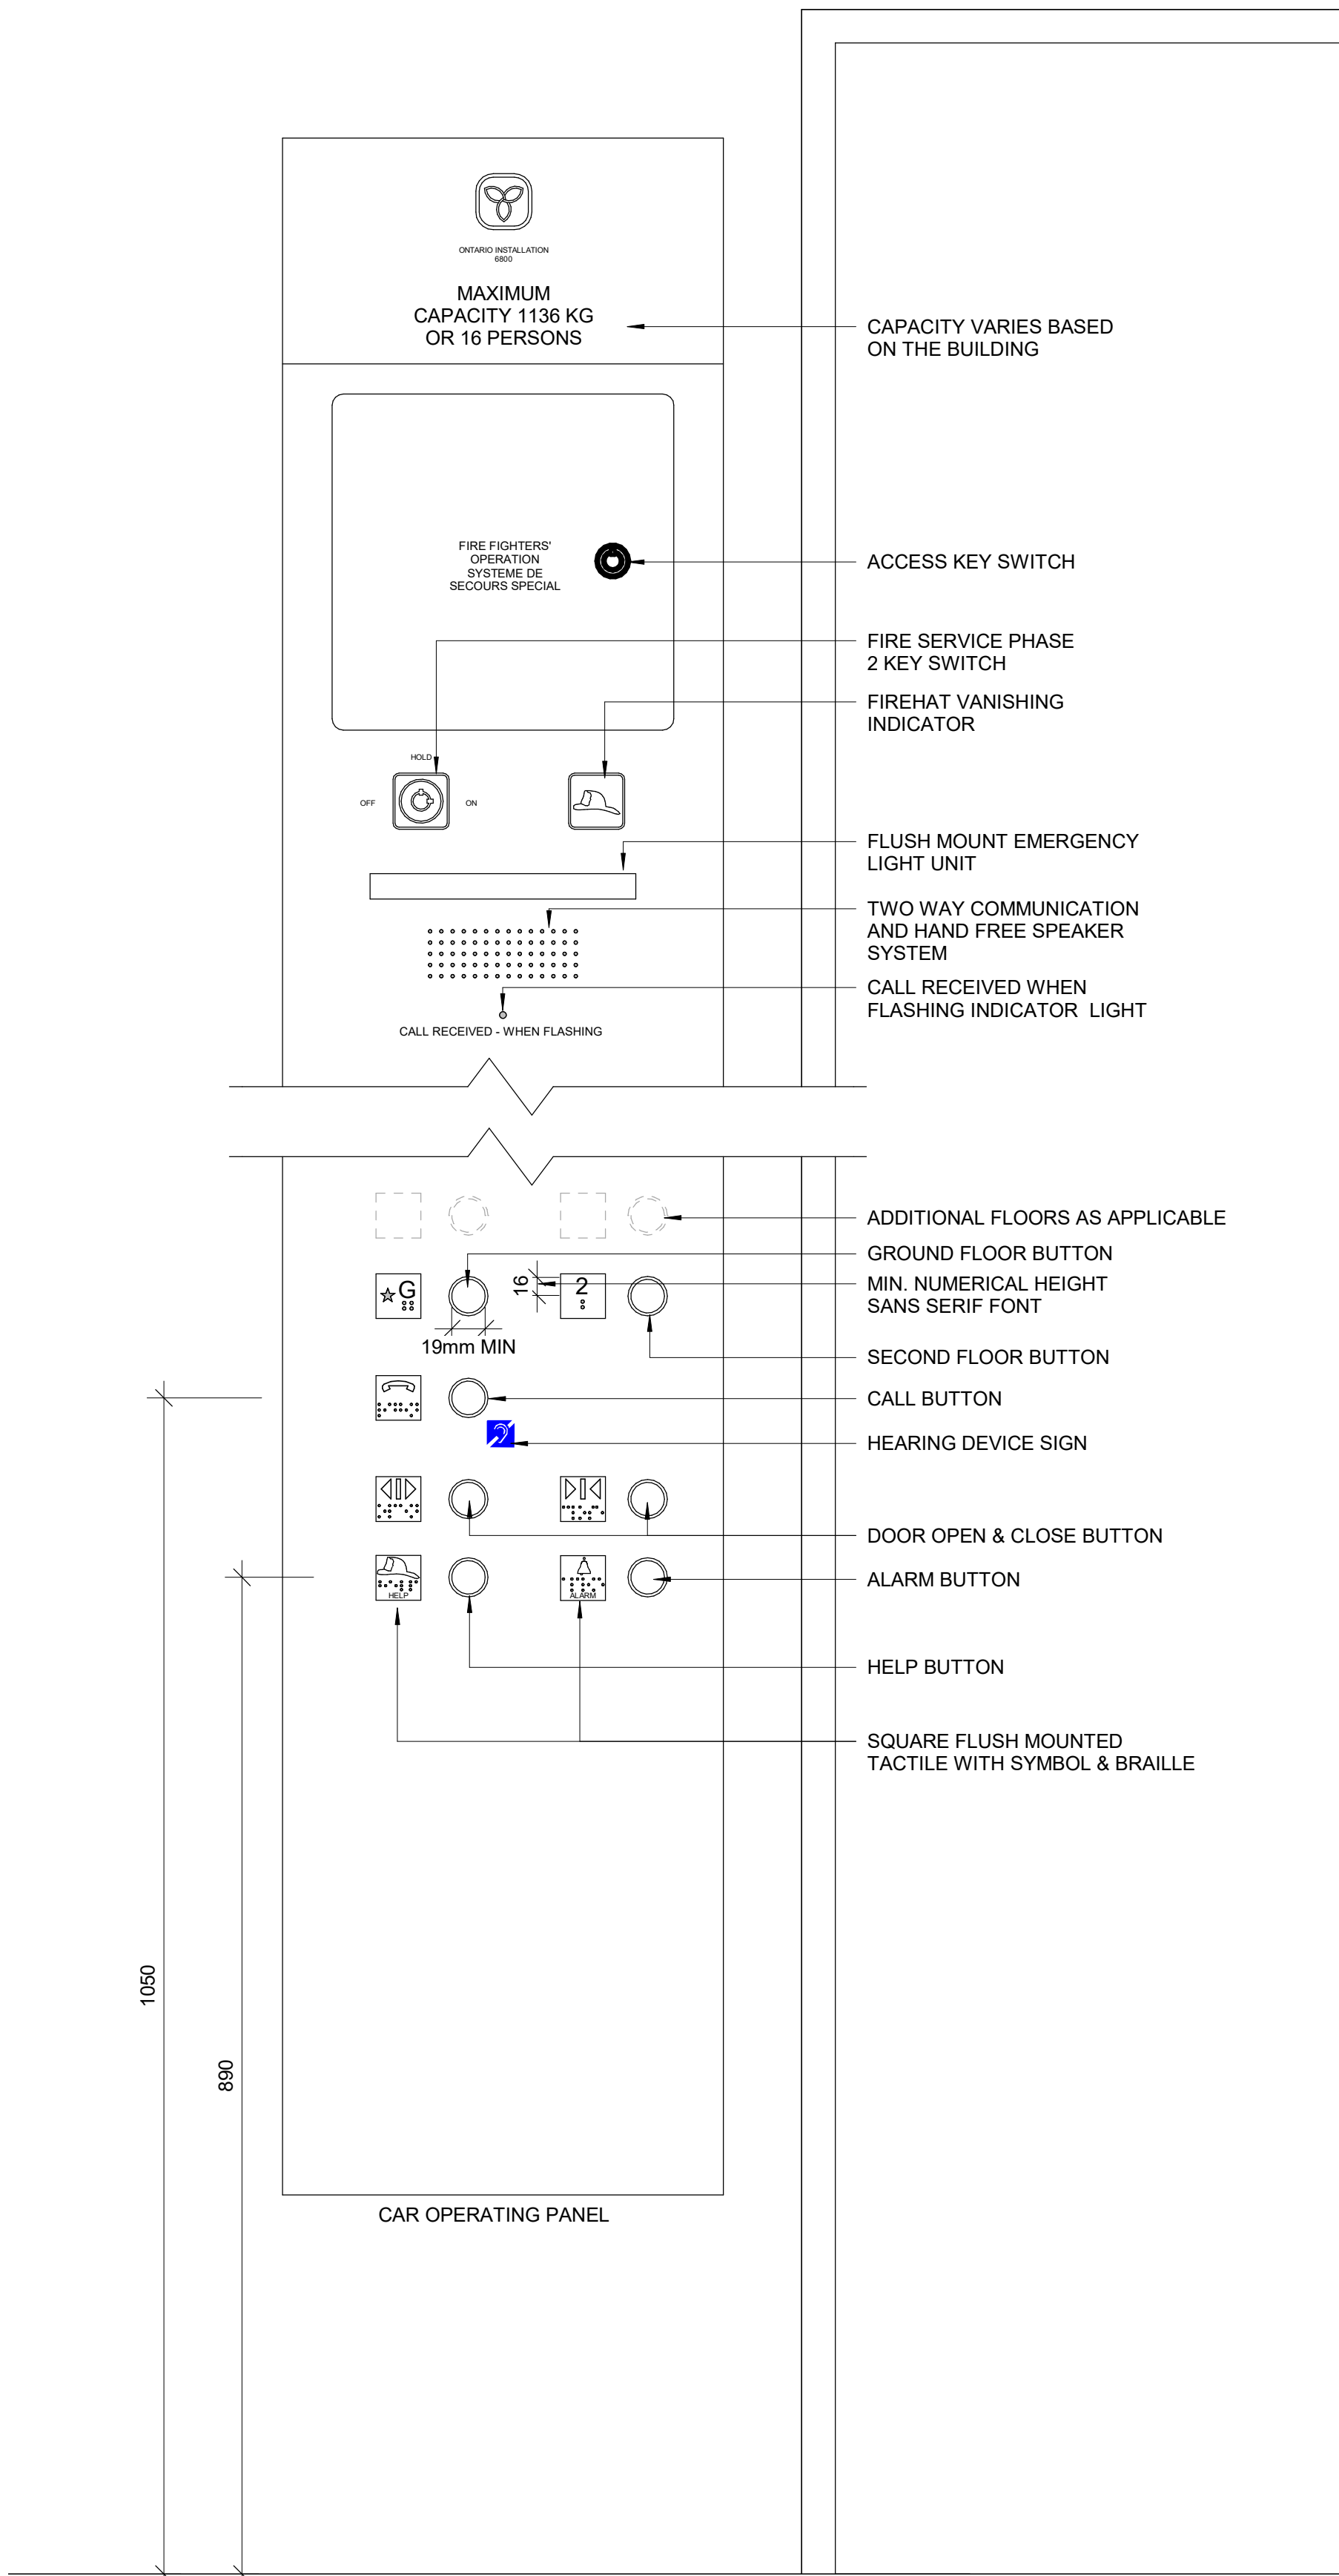 ONTARIO INSTALLATION
6800
MAXIMUM
CAPACITY 1136 KG
OR 16 PERSONS
CAPACITY VARIES BASED
ON THE BUILDING
FIRE FIGHTERS'
OPERATION
SYSTEME DE
SECOURS SPECIAL
ACCESS KEY SWITCH
FIRE SERVICE PHASE
2 KEY SWITCH
FIREHAT VANISHING
INDICATOR
HOLD
OFF
ON
FLUSH MOUNT EMERGENCY
LIGHT UNIT
TWO WAY COMMUNICATION
AND HAND FREE SPEAKER
SYSTEM
CALL RECEIVED WHEN
FLASHING INDICATOR LIGHT
CALL RECEIVED - WHEN FLASHING
ADDITIONAL FLOORS AS APPLICABLE
GROUND FLOOR BUTTON
G
16
2
MIN. NUMERICAL HEIGHT
SANS SERIF FONT
19mm MIN
SECOND FLOOR BUTTON
CALL BUTTON
HEARING DEVICE SIGN
DOOR OPEN & CLOSE BUTTON
HELP
ALARM
ALARM BUTTON
HELP BUTTON
SQUARE FLUSH MOUNTED
TACTILE WITH SYMBOL & BRAILLE
1050
890
CAR OPERATING PANEL